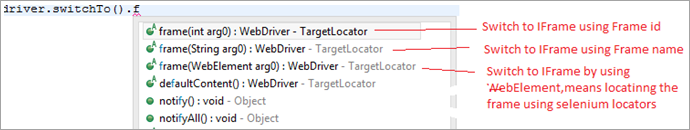 driver.switchTo().f
frame(int arg0) : WebDriver - TargetLocator
Switch to IFrame using Frame id
frame(String arg0) : WebDriver - TargetLocator
Switch to IFrame using Frame name
frame(WebElement arg0) : WebDriver - TargetLocator
Switch to IFrame by using
defaultContent() : WebDriver - TargetLocator
'WebElement,means locatinng the
notify() : void - Object
frame using selenium locators
notifyAll() : void - Object